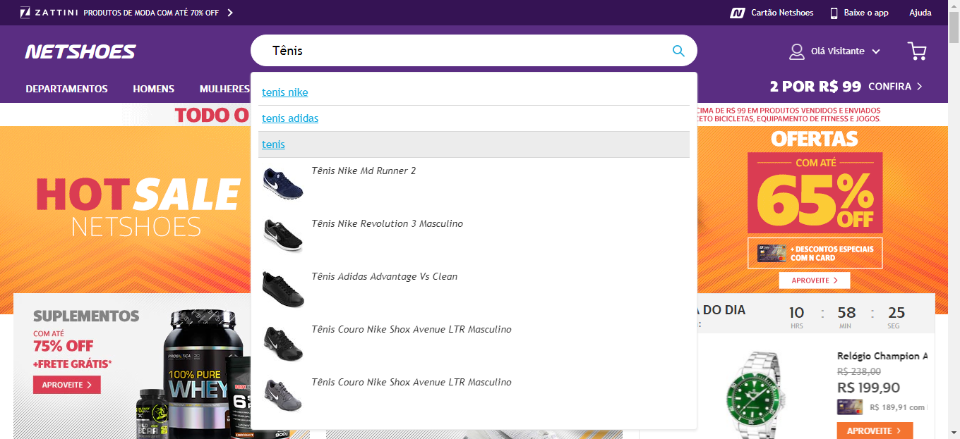 ZATTINI PRODUTOS DE MODA COM ATÉ 70% OFF
Cartão Netshoes
Baixe o app
Ajuda
NETSHOES
Tênis
Olá Visitante
DEPARTAMENTOS
HOMENS
MULHERES
2 POR R$ 99 CONFIRA
tenis nike
tenis adidas
tenis
Tênis Nike Md Runner 2
Tênis Nike Revolution 3 Masculino
Tênis Adidas Advantage Vs Clean
Tênis Couro Nike Shox Avenue LTR Masculino
Tênis Couro Nike Shox Avenue LTR Masculino
TODO O
CIMA DE R$ 99 EM PRODUTOS VENDIDOS E ENVIADOS
CETO BICICLETAS, EQUIPAMENTO DE FITNESS E JOGOS.
HOT SALE
NETSHOES
OFERTAS
COM ATÉ
65% OFF
+ DESCONTOS ESPECIAIS
COM N CARD
APROVEITE
SUPLEMENTOS
COM ATÉ
75% OFF
+FRETE GRÁTIS*
APROVEITE
100% PURE
WHEY
A DO DIA
:
10 : 58 : 25
HRS MIN SEG
Relógio Champion A
R$ 238,00
R$ 199,90
R$ 189,91 com
APROVEITE